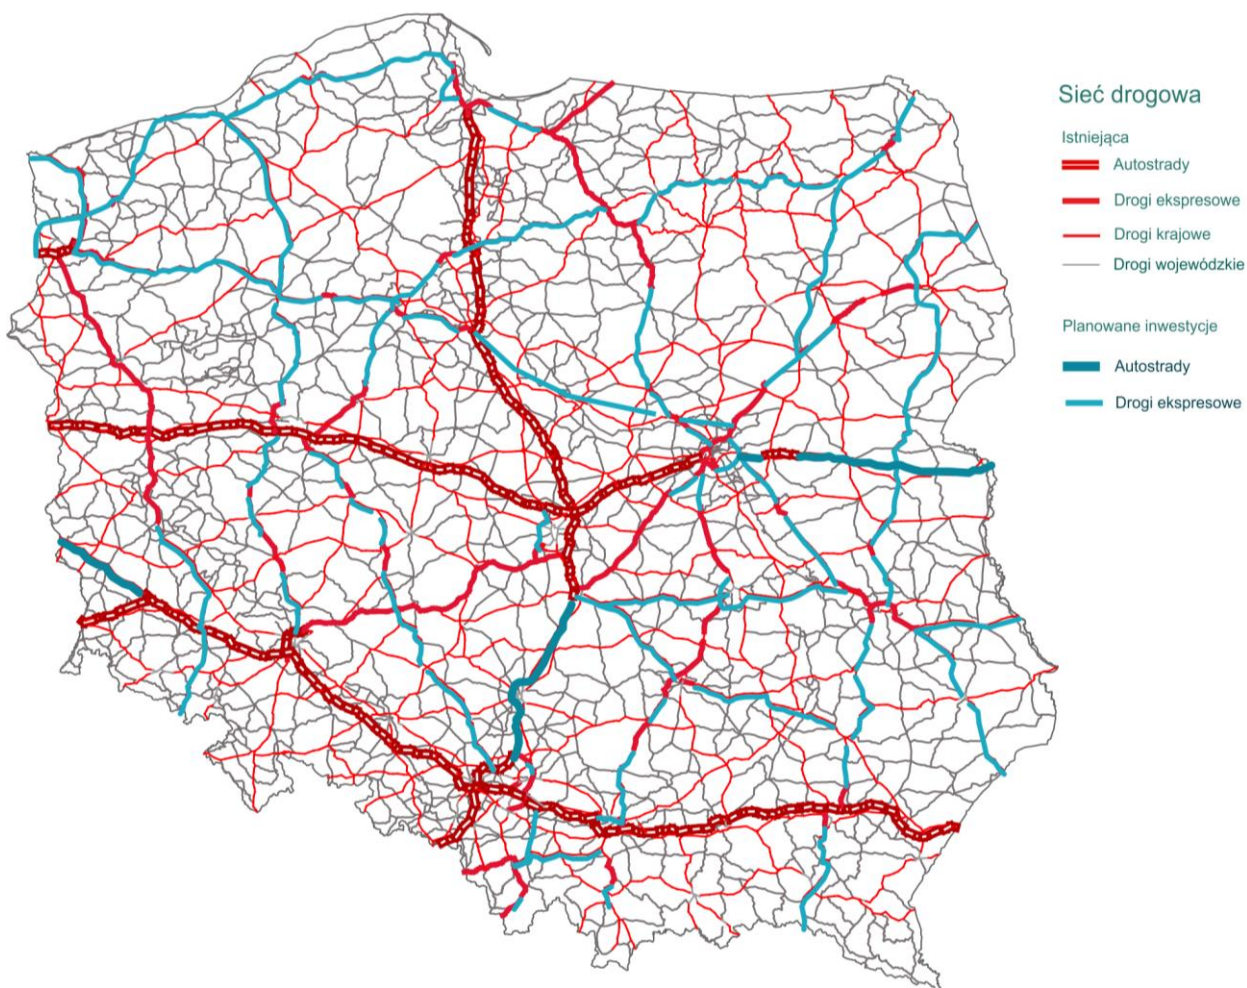 Sieć drogowa
Istniejąca
Autostrady
Drogi ekspresowe
Drogi krajowe
Drogi wojewódzkie
Planowane inwestycje
Autostrady
Drogi ekspresowe